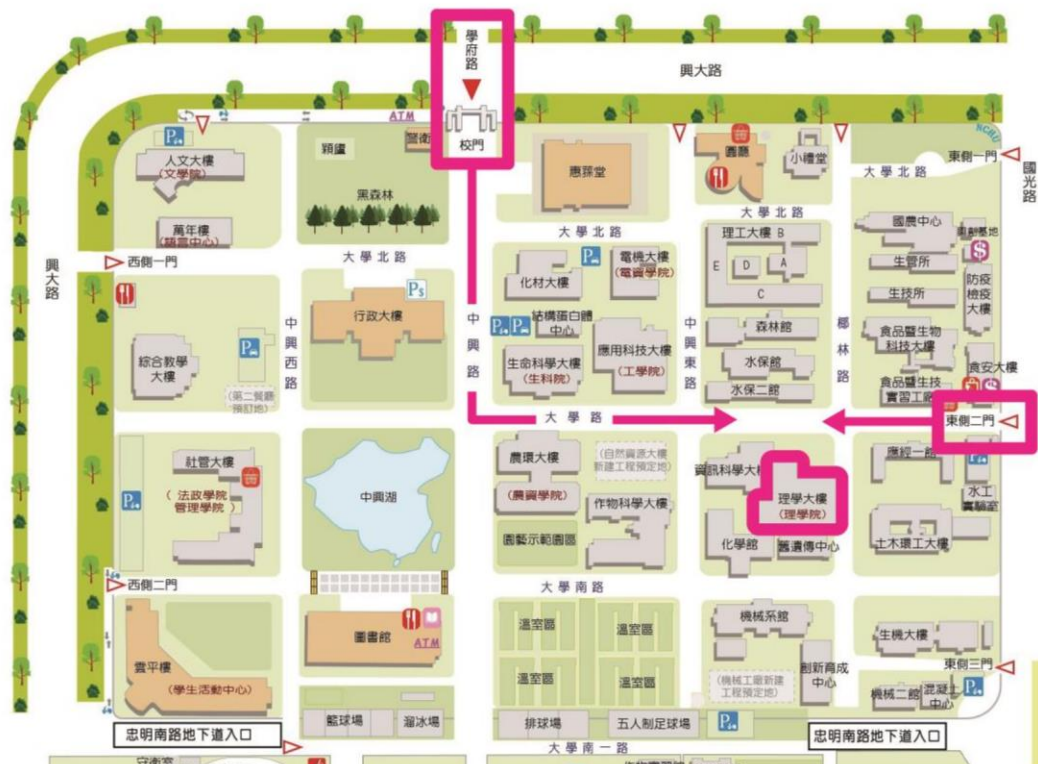 學府路
興大路
ATM
NCHU
校門
警衛
穎廬
人文大樓
(文學院)
黑森林
惠蓀堂
圓廳
小禮堂
東側一門
國光路
大學北路
萬年樓
(語言中心)
西側一門
大學北路
大學北路
大學北路
國農中心
理工大樓 B
E
D
A
C
化材大樓
電機大樓
(電資學院)
生管所
防疫
檢疫
大樓
生技所
興大路
行政大樓
中興西路
中興路
結構蛋白體
中心
應用科技大樓
(工學院)
生命科學大樓
(生科院)
中興東路
森林館
水保館
水保二館
椰林路
食品暨生物
科技大樓
食安大樓
食品暨生技
實習工廠
綜合教學
大樓
(第二餐廳
預訂地)
大學路
東側二門
社管大樓
(法政學院
管理學院)
中興湖
農環大樓
(農資學院)
(自然資源大樓
新建工程預定地)
作物科學大樓
資訊科學大樓
理學大樓
(理學院)
應經一館
水工
實驗室
園藝示範園區
化學館
舊遺傳中心
土木環工大樓
西側二門
大學南路
圖書館
ATM
溫室區
溫室區
溫室區
溫室區
機械系館
生機大樓
雲平樓
(學生活動中心)
(機械工廠新建
工程預定地)
創新育成
中心
東側三門
機械二館
混凝土
中心
籃球場
溜冰場
排球場
五人制足球場
忠明南路地下道入口
大學南一路
忠明南路地下道入口